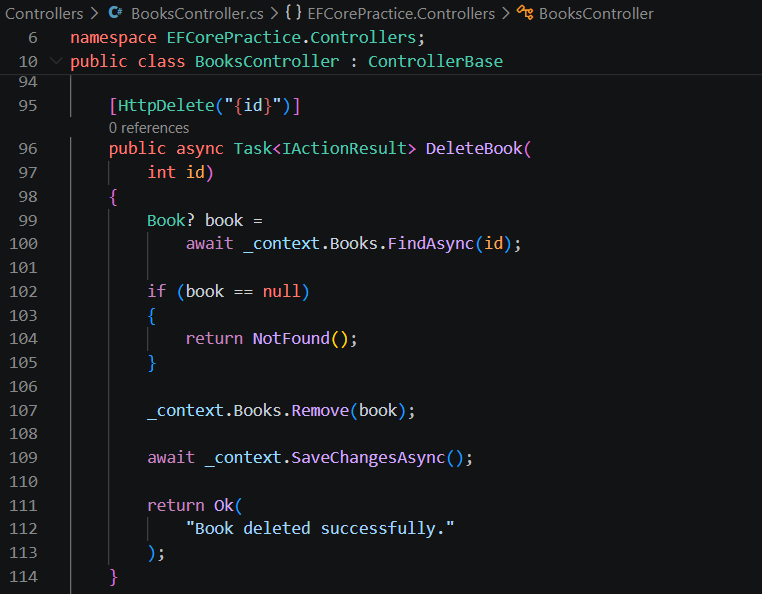 Controllers > C# BooksController.cs > {} EFCorePractice.Controllers > BooksController
6 namespace EFCorePractice.Controllers;
10 public class BooksController : ControllerBase
94
95 [HttpDelete("{id}")]
0 references
96 public async Task<IActionResult> DeleteBook(
97 int id)
98 {
99 Book? book =
100 await _context.Books.FindAsync(id);
101
102 if (book == null)
103 {
104 return NotFound();
105 }
106
107 _context.Books.Remove(book);
108
109 await _context.SaveChangesAsync();
110
111 return Ok(
112 "Book deleted successfully."
113 );
114 }